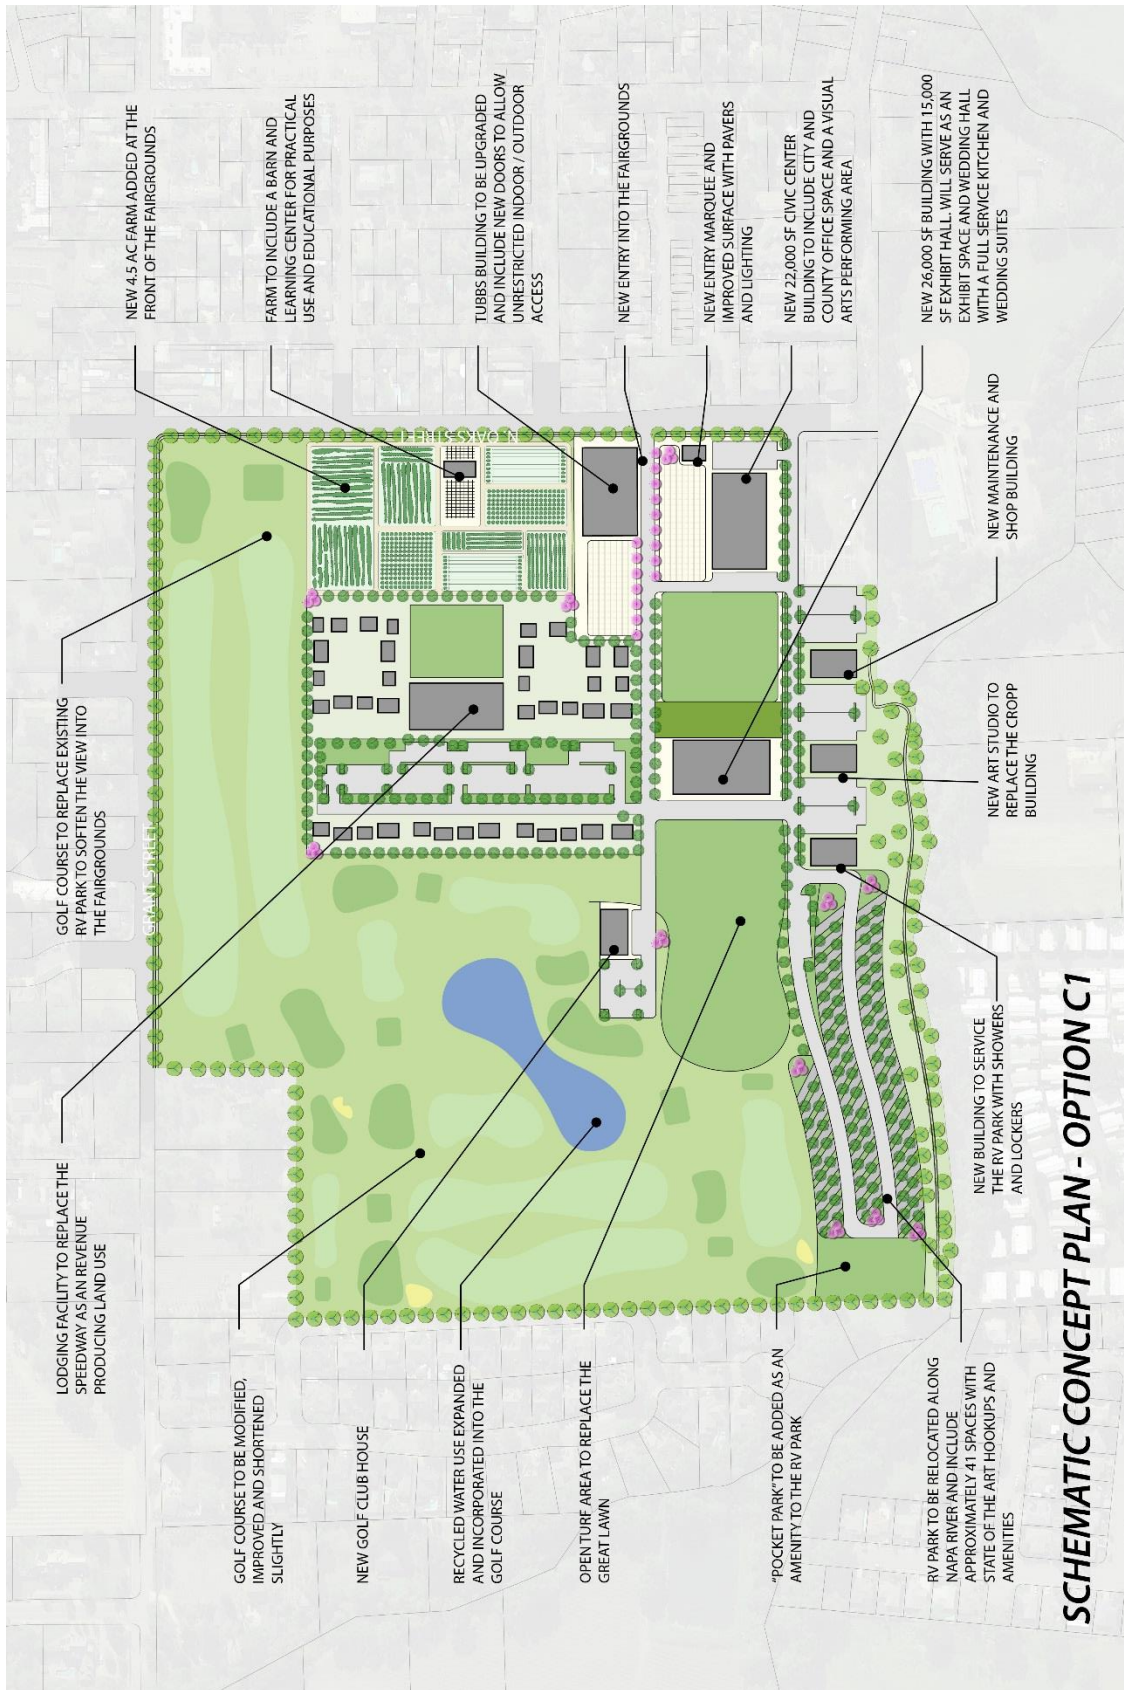 LODGING FACILITY TO REPLACE THE
SPEEDWAY AS AN REVENUE
PRODUCING LAND USE
GOLF COURSE TO REPLACE EXISTING
RV PARK TO SOFTEN THE VIEW INTO
THE FAIRGROUNDS
NEW 4.5 AC FARM ADDED AT THE
FRONT OF THE FAIRGROUNDS
FARM TO INCLUDE A BARN AND
LEARNING CENTER FOR PRACTICAL
USE AND EDUCATIONAL PURPOSES
TUBBS BUILDING TO BE UPGRADED
AND INCLUDE NEW DOORS TO ALLOW
UNRESTRICTED INDOOR / OUTDOOR
ACCESS
NEW ENTRY INTO THE FAIRGROUNDS
NEW ENTRY MARQUEE AND
IMPROVED SURFACE WITH PAVERS
AND LIGHTING
NEW 22,000 SF CIVIC CENTER
BUILDING TO INCLUDE CITY AND
COUNTY OFFICE SPACE AND A VISUAL
ARTS PERFORMING AREA
NEW 26,000 SF BUILDING WITH 15,000
SF EXHIBIT HALL. WILL SERVE AS AN
EXHIBIT SPACE AND WEDDING HALL
WITH A FULL SERVICE KITCHEN AND
WEDDING SUITES
GRANT STREET
N. OAKS STREET
GOLF COURSE TO BE MODIFIED,
IMPROVED AND SHORTENED
SLIGHTLY
NEW GOLF CLUB HOUSE
RECYCLED WATER USE EXPANDED
AND INCORPORATED INTO THE
GOLF COURSE
OPEN TURF AREA TO REPLACE THE
GREAT LAWN
"POCKET PARK" TO BE ADDED AS AN
AMENITY TO THE RV PARK
RV PARK TO BE RELOCATED ALONG
NAPA RIVER AND INCLUDE
APPROXIMATELY 41 SPACES WITH
STATE OF THE ART HOOKUPS AND
AMENITIES
NEW BUILDING TO SERVICE
THE RV PARK WITH SHOWERS
AND LOCKERS
NEW ART STUDIO TO
REPLACE THE CROPP
BUILDING
NEW MAINTENANCE AND
SHOP BUILDING
SCHEMATIC CONCEPT PLAN - OPTION C1